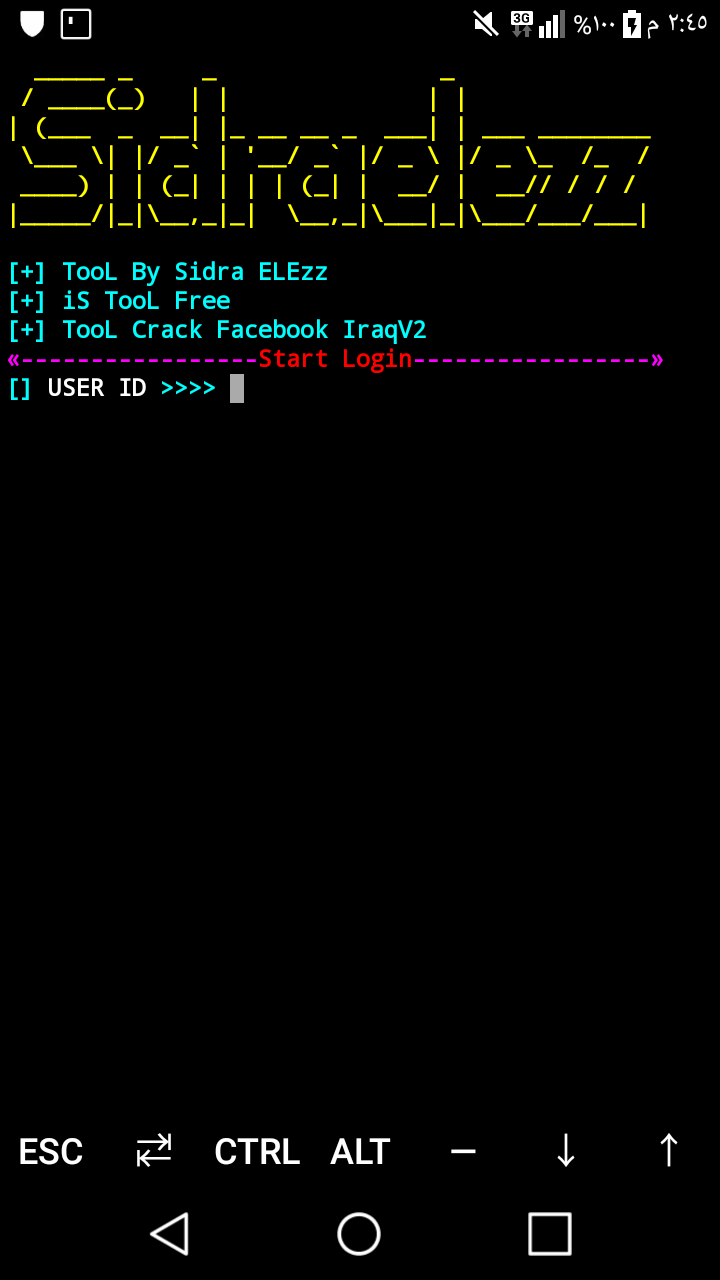 %١٠٠ م ٢:٤٥
3G
Sidraelezz
[+] TooL By Sidra ELEzz
[+] iS TooL Free
[+] TooL Crack Facebook IraqV2
«-----------------Start Login-----------------»
[] USER ID >>>>
ESC CTRL ALT –